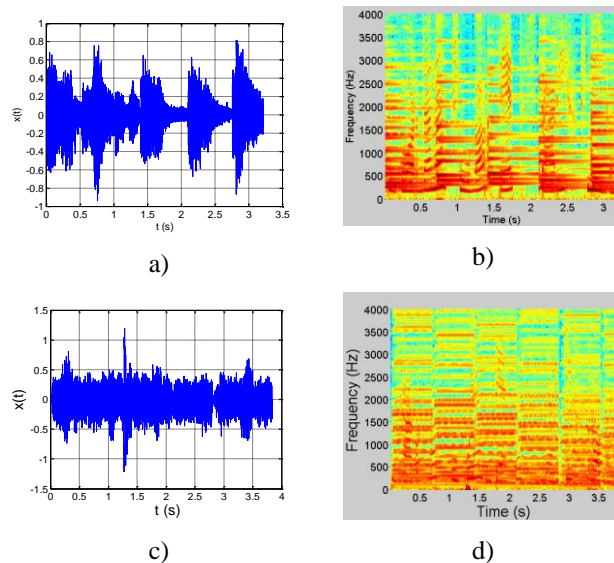 1
0.8
0.6
0.4
0.2
0
-0.2
-0.4
-0.6
-0.8
-1
x(t)
0 0.5 1 1.5 2 2.5 3 3.5
t (s)
a)
4000
3500
3000
2500
2000
1500
1000
500
0
Frequency (Hz)
0.5 1 1.5 2 2.5 3
Time (s)
b)
1.5
1
0.5
0
-0.5
-1
-1.5
x(t)
0 0.5 1 1.5 2 2.5 3 3.5 4
t (s)
c)
4000
3500
3000
2500
2000
1500
1000
500
0
Frequency (Hz)
0.5 1 1.5 2 2.5 3 3.5
Time (s)
d)